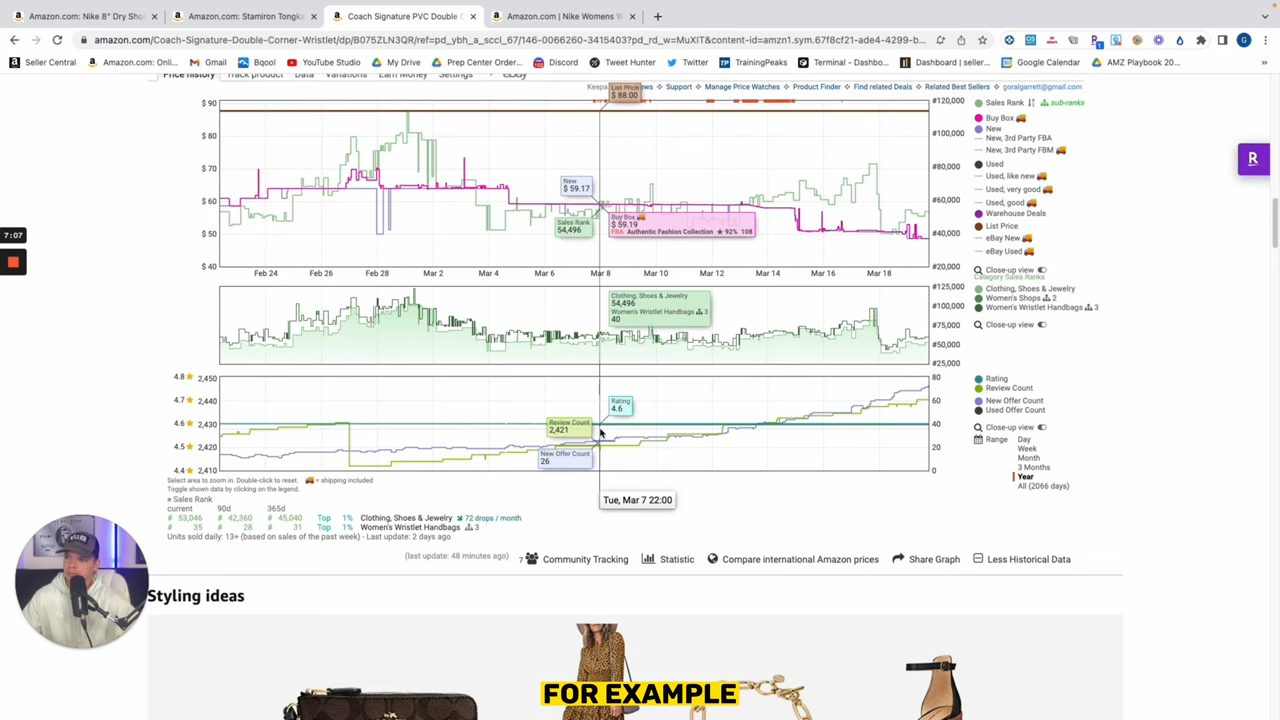 Amazon.com: Nike 8" Dry Sho
Amazon.com: Stamiron Tongka
Coach Signature PVC Double C
Amazon.com | Nike Womens W
amazon.com/Coach-Signature-Double-Corner-Wristlet/dp/B075ZLN3QR/ref=pd_ybh_a_sccl_67/146-0066260-3415403?pd_rd_w=MuXIT&content-id=amzn1.sym.67f8cf21-ade4-4299-b...
Seller Central
Amazon.com: Onli...
Gmail
Bqool
YouTube Studio
My Drive
Prep Center Order...
Discord
Tweet Hunter
Twitter
TrainingPeaks
Terminal - Dashbo...
Dashboard | seller...
Google Calendar
AMZ Playbook 20...
Price history
Track product
Data
Variations
Earn Money
Settings
eBay
Keepa
ws
Support
Manage Price Watches
Product Finder
Find related Deals
Related Best Sellers
goralgarrett@gmail.com
List Price
$ 88.00
$ 90
$ 80
$ 70
$ 60
$ 50
$ 40
#120,000
#100,000
#80,000
#60,000
#40,000
#20,000
New
$ 59.17
Buy Box
$ 59.19
FBA Authentic Fashion Collection ★ 92% 108
Sales Rank
54,496
Feb 24
Feb 26
Feb 28
Mar 2
Mar 4
Mar 6
Mar 8
Mar 10
Mar 12
Mar 14
Mar 16
Mar 18
Sales Rank
sub-ranks
Buy Box
New
New, 3rd Party FBA
New, 3rd Party FBM
Used
Used, like new
Used, very good
Used, good
Warehouse Deals
List Price
eBay New
eBay Used
Close-up view
Category Sales Ranks
Clothing, Shoes & Jewelry
Women's Shops 2
Women's Wristlet Handbags 3
Close-up view
#125,000
#100,000
#75,000
#50,000
#25,000
Clothing, Shoes & Jewelry
54,496
Women's Wristlet Handbags 3
40
4.8 ★ 2,450
4.7 ★ 2,440
4.6 ★ 2,430
4.5 ★ 2,420
4.4 ★ 2,410
80
60
40
20
0
Rating
4.6
Review Count
2,421
New Offer Count
26
Tue, Mar 7 22:00
Rating
Review Count
New Offer Count
Used Offer Count
Close-up view
Range
Day
Week
Month
3 Months
Year
All (2066 days)
Select area to zoom in. Double-click to reset. = shipping included
Toggle shown data by clicking on the legend.
Sales Rank
current 90d 365d
# 53,046 # 42,360 # 45,040 Top 1% Clothing, Shoes & Jewelry 72 drops / month
# 35 # 28 # 31 Top 1% Women's Wristlet Handbags 3
Units sold daily: 13+ (based on sales of the past week) - Last update: 2 days ago
(last update: 48 minutes ago)
7 Community Tracking
Statistic
Compare international Amazon prices
Share Graph
Less Historical Data
Styling ideas
7:07
R
FOR EXAMPLE